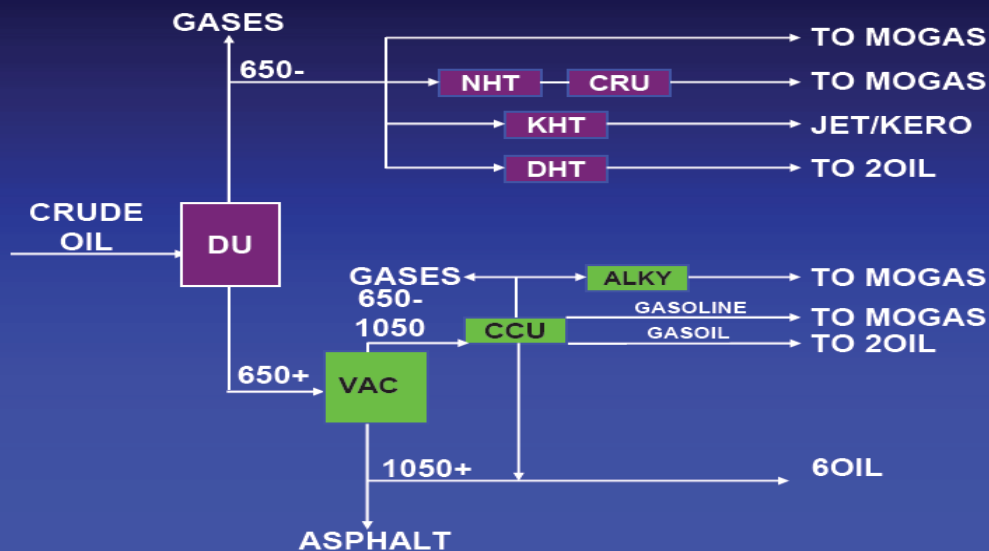 GASES
TO MOGAS
650-
NHT
CRU
TO MOGAS
KHT
JET/KERO
DHT
TO 2OIL
CRUDE
OIL
DU
GASES
ALKY
TO MOGAS
650-
1050
CCU
GASOLINE
TO MOGAS
GASOIL
TO 2OIL
650+
VAC
1050+
6OIL
ASPHALT